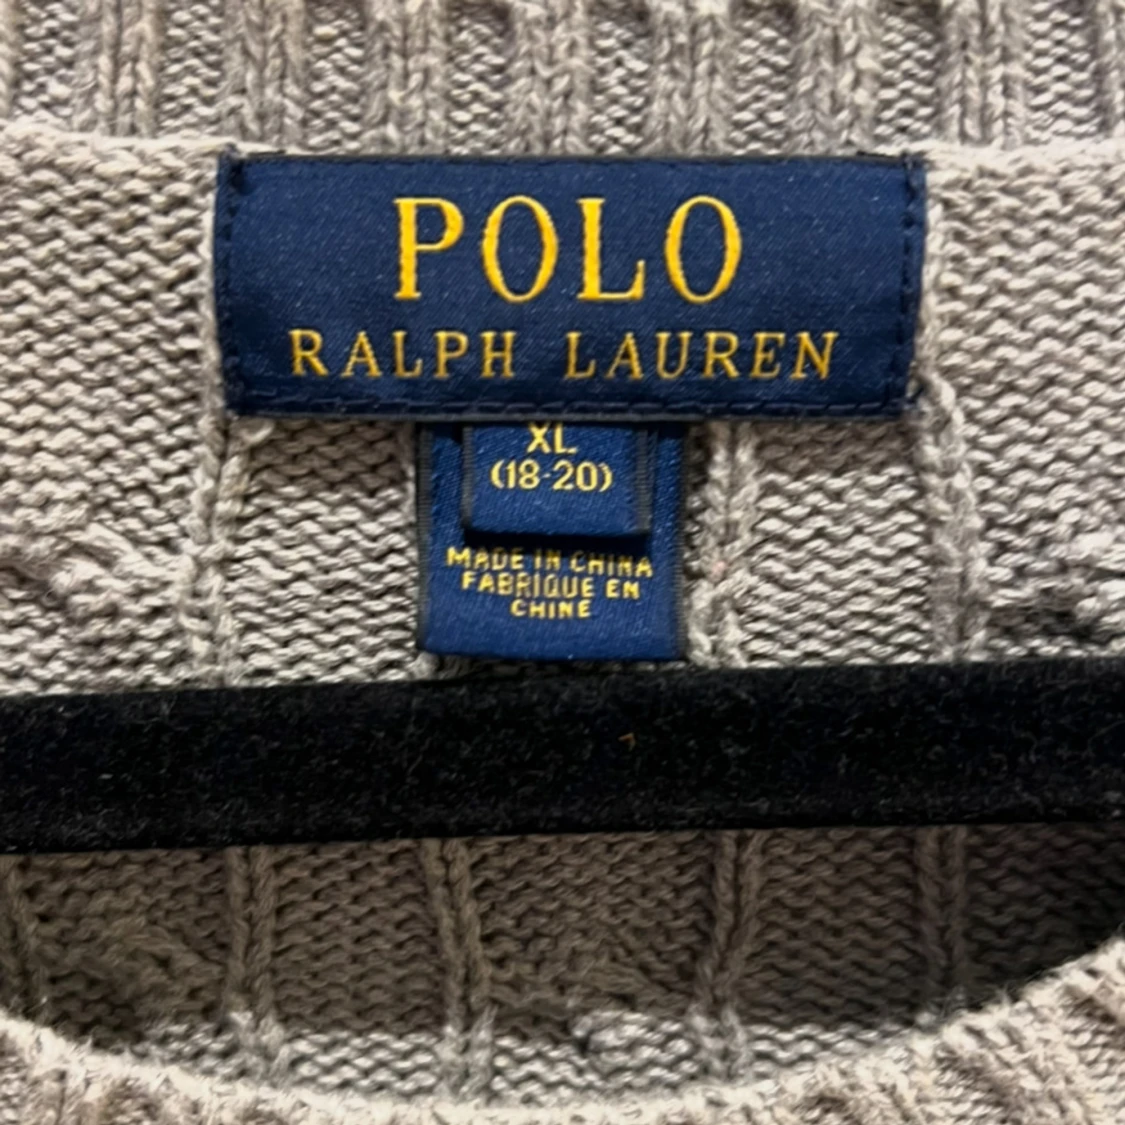 POLO
RALPH LAUREN
XL
(18-20)
MADE IN CHINA
FABRIQUE EN
CHINE